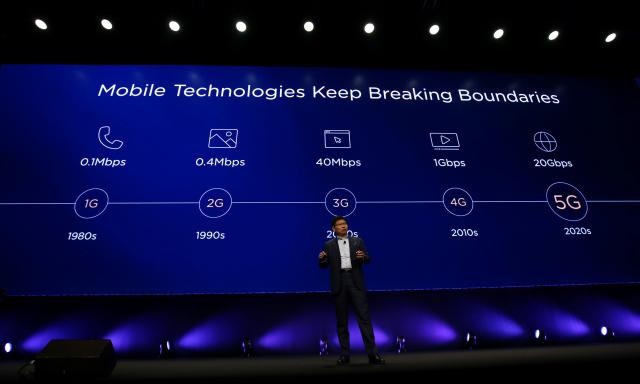 Mobile Technologies Keep Breaking Boundaries
0.1Mbps 0.4Mbps 40Mbps 1Gbps 20Gbps
1G 2G 3G 4G 5G
1980s 1990s 2010s 2020s